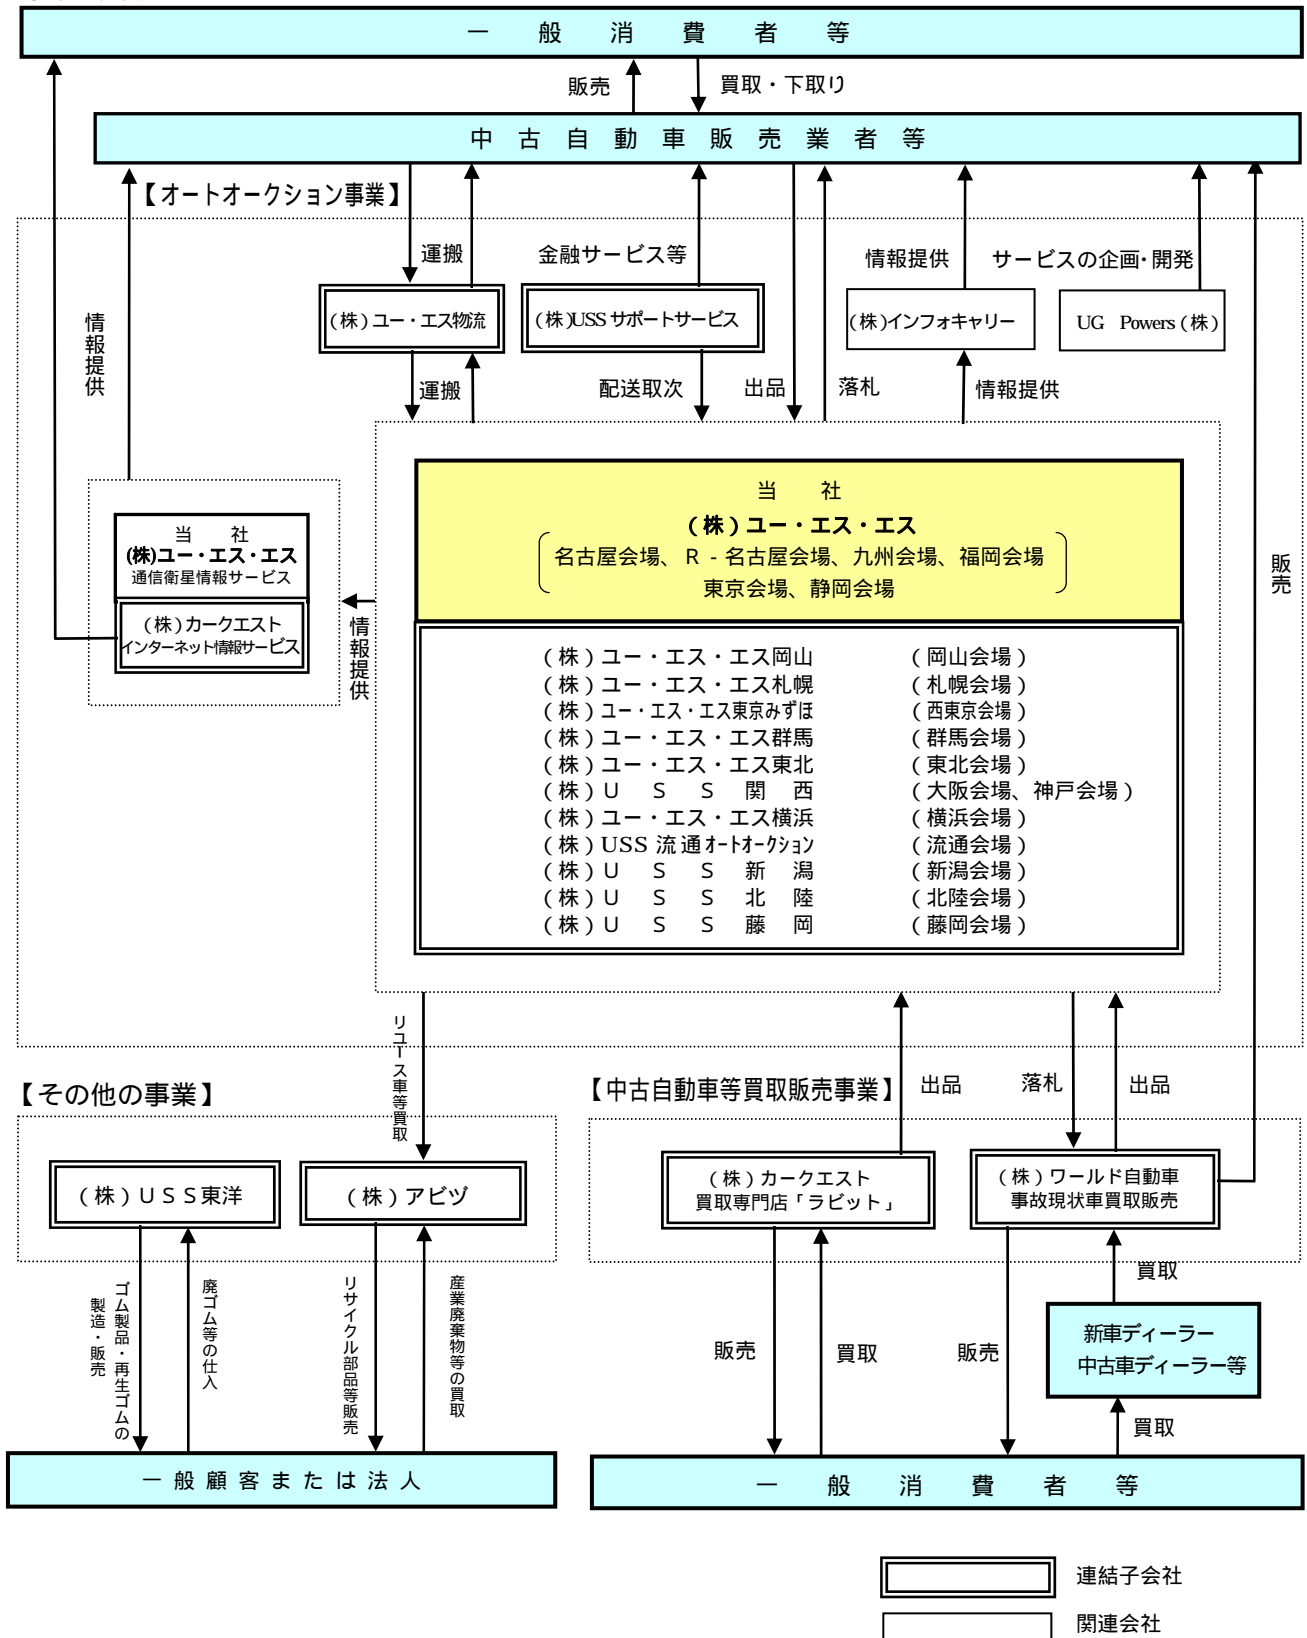 一般消費者等
販売
買取・下取り
中古自動車販売業者等
【オートオークション事業】
運搬
金融サービス等
情報提供
サービスの企画・開発
(株)ユー・エス物流
(株)USSサポートサービス
(株)インフォキャリー
UG Powers(株)
情報提供
運搬
配送取次
出品
落札
情報提供
当 社
(株)ユー・エス・エス
名古屋会場、R-名古屋会場、九州会場、福岡会場
東京会場、静岡会場
当 社
(株)ユー・エス・エス
通信衛星情報サービス
(株)カークエスト
インターネット情報サービス
情報提供
販売
(株)ユー・エス・エス岡山 (岡山会場)
(株)ユー・エス・エス札幌 (札幌会場)
(株)ユー・エス・エス東京みずほ (西東京会場)
(株)ユー・エス・エス群馬 (群馬会場)
(株)ユー・エス・エス東北 (東北会場)
(株)USS関西 (大阪会場、神戸会場)
(株)ユー・エス・エス横浜 (横浜会場)
(株)USS流通オートオークション (流通会場)
(株)USS新潟 (新潟会場)
(株)USS北陸 (北陸会場)
(株)USS藤岡 (藤岡会場)
リユース車等買取
【その他の事業】
【中古自動車等買取販売事業】
出品
落札
出品
(株)USS東洋
(株)アビヅ
(株)カークエスト
買取専門店「ラビット」
(株)ワールド自動車
事故現状車買取販売
ゴム製品・再生ゴムの
製造・販売
廃ゴム等の仕入
リサイクル部品等販売
産業廃棄物等の買取
販売
買取
販売
買取
新車ディーラー
中古車ディーラー等
買取
一般顧客または法人
一般消費者等
連結子会社
関連会社